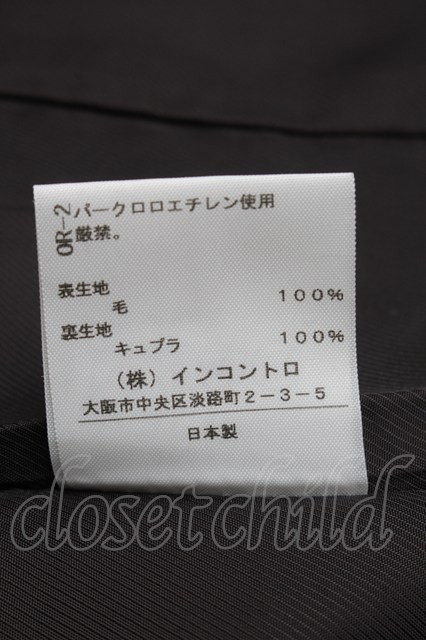 OR-2
パークロロエチレン使用
厳禁。
表生地
毛 100%
裏生地
キュプラ 100%
(株)インコントロ
大阪市中央区淡路町2-3-5
日本製
closetchild